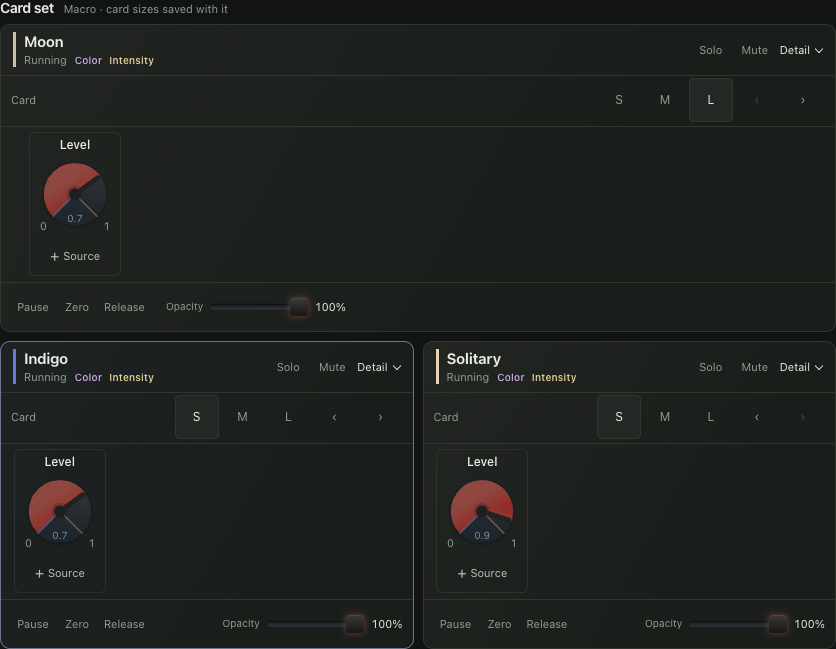 Card set Macro · card sizes saved with it
Moon
Running Color Intensity
Solo Mute Detail
Card S M L ‹ ›
Level
0.7
0 1
+ Source
Pause Zero Release Opacity 100%
Indigo
Running Color Intensity
Solo Mute Detail
Card S M L ‹ ›
Level
0.7
0 1
+ Source
Pause Zero Release Opacity 100%
Solitary
Running Color Intensity
Solo Mute Detail
Card S M L ‹ ›
Level
0.9
0 1
+ Source
Pause Zero Release Opacity 100%